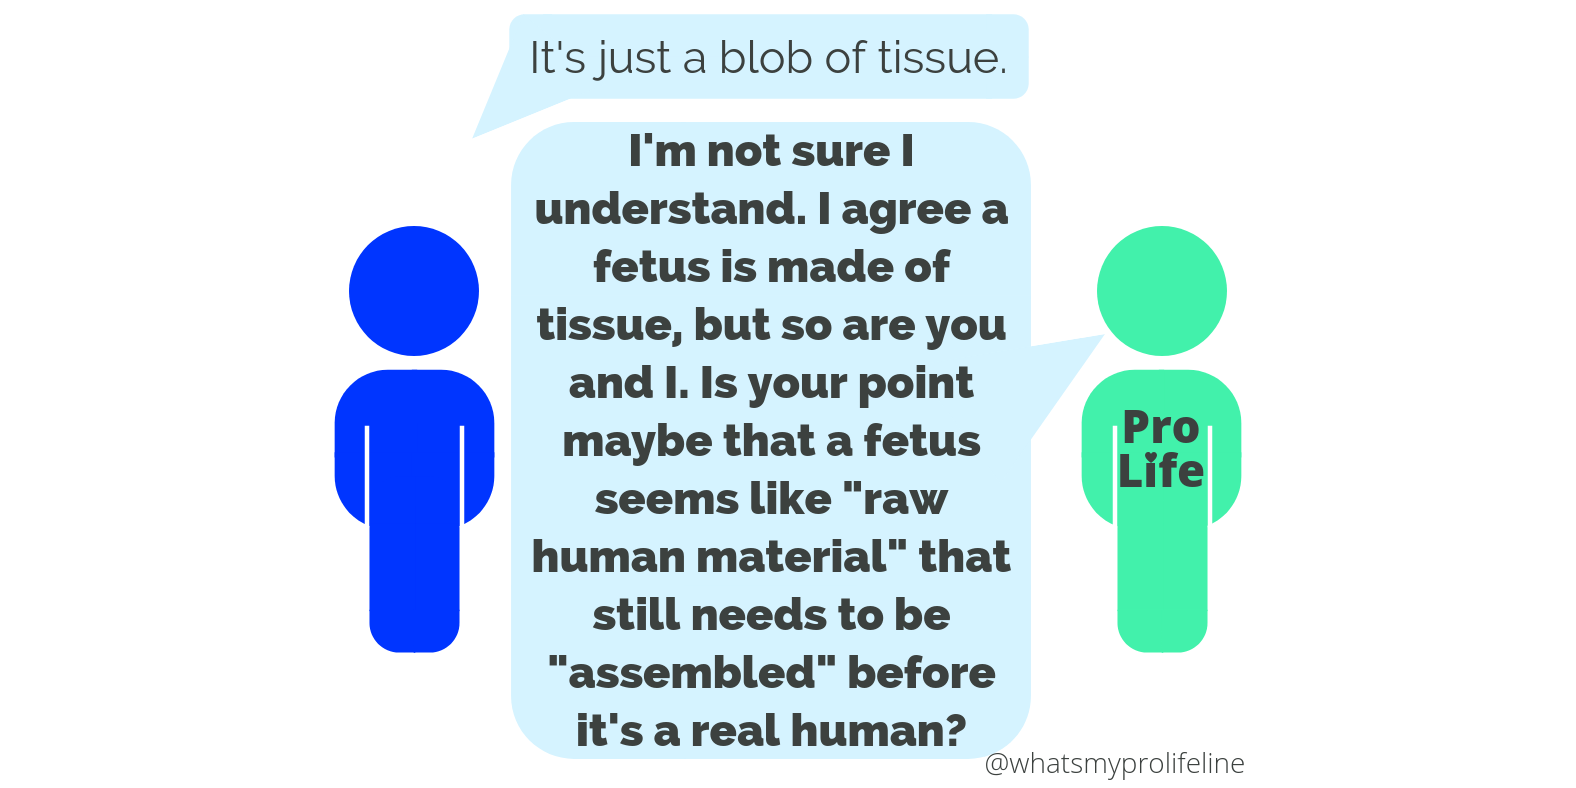 It's just a blob of tissue.
I'm not sure I
understand. I agree a
fetus is made of
tissue, but so are you
and I. Is your point
maybe that a fetus
seems like "raw
human material" that
still needs to be
"assembled" before
it's a real human?
Pro
Life
@whatsmyprolifeline